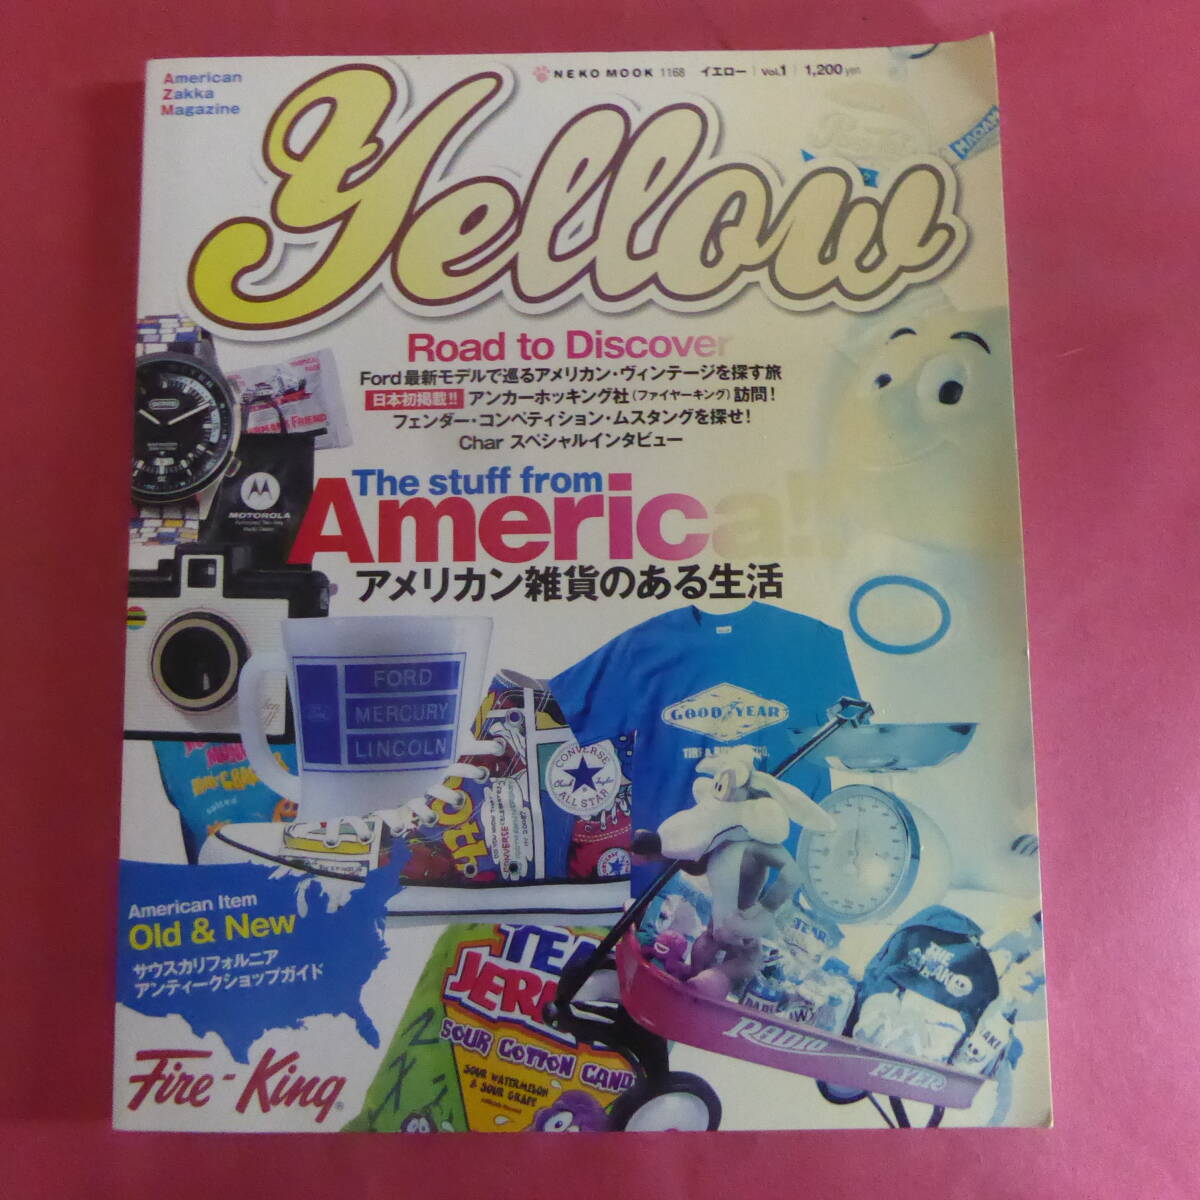 American
Zakka
Magazine
NEKO MOOK 1168 イエロー Vol.1 1,200 yen
yellow
Road to Discover
Ford 最新モデルで巡るアメリカン・ヴィンテージを探す旅
日本初掲載!! アンカーホッキング社(ファイヤーキング)訪問!
フェンダー・コンペティション・ムスタングを探せ!
Char スペシャルインタビュー
The stuff from
America!!
アメリカン雑貨のある生活
MOTOROLA
FORD
MERCURY
LINCOLN
GOOD YEAR
CONVERSE
ALL STAR
American Item
Old & New
サウスカリフォルニア
アンティークショップガイド
TEA
JER
SOUR COTTON CAND
SOUR WATERMELON
& SOUR GRAPE
RADIO
FLYER
Fire-King®